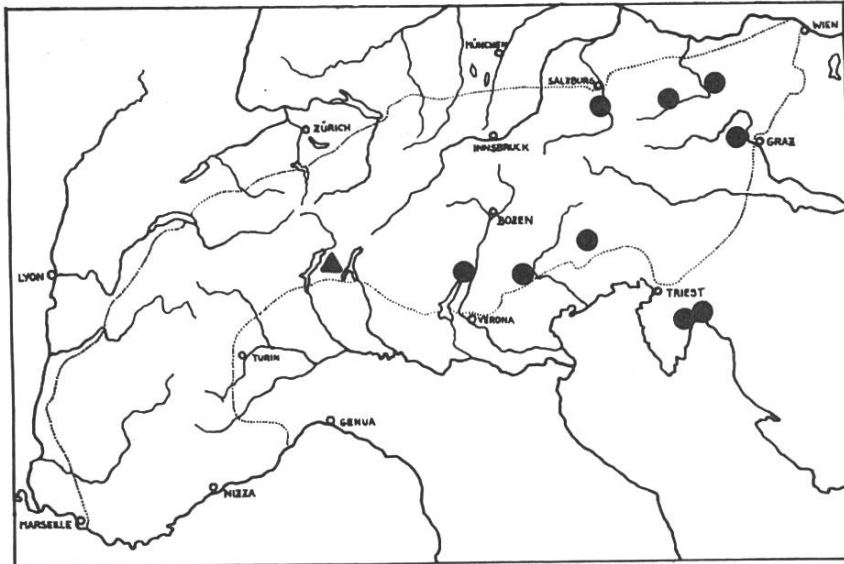 WIEN
MÜNCHEN
SALZBURG
ZÜRICH
INNSBRUCK
GRAZ
BOZEN
LYON
TRIEST
VERONA
TURIN
GENUA
NIZZA
MARSEILLE